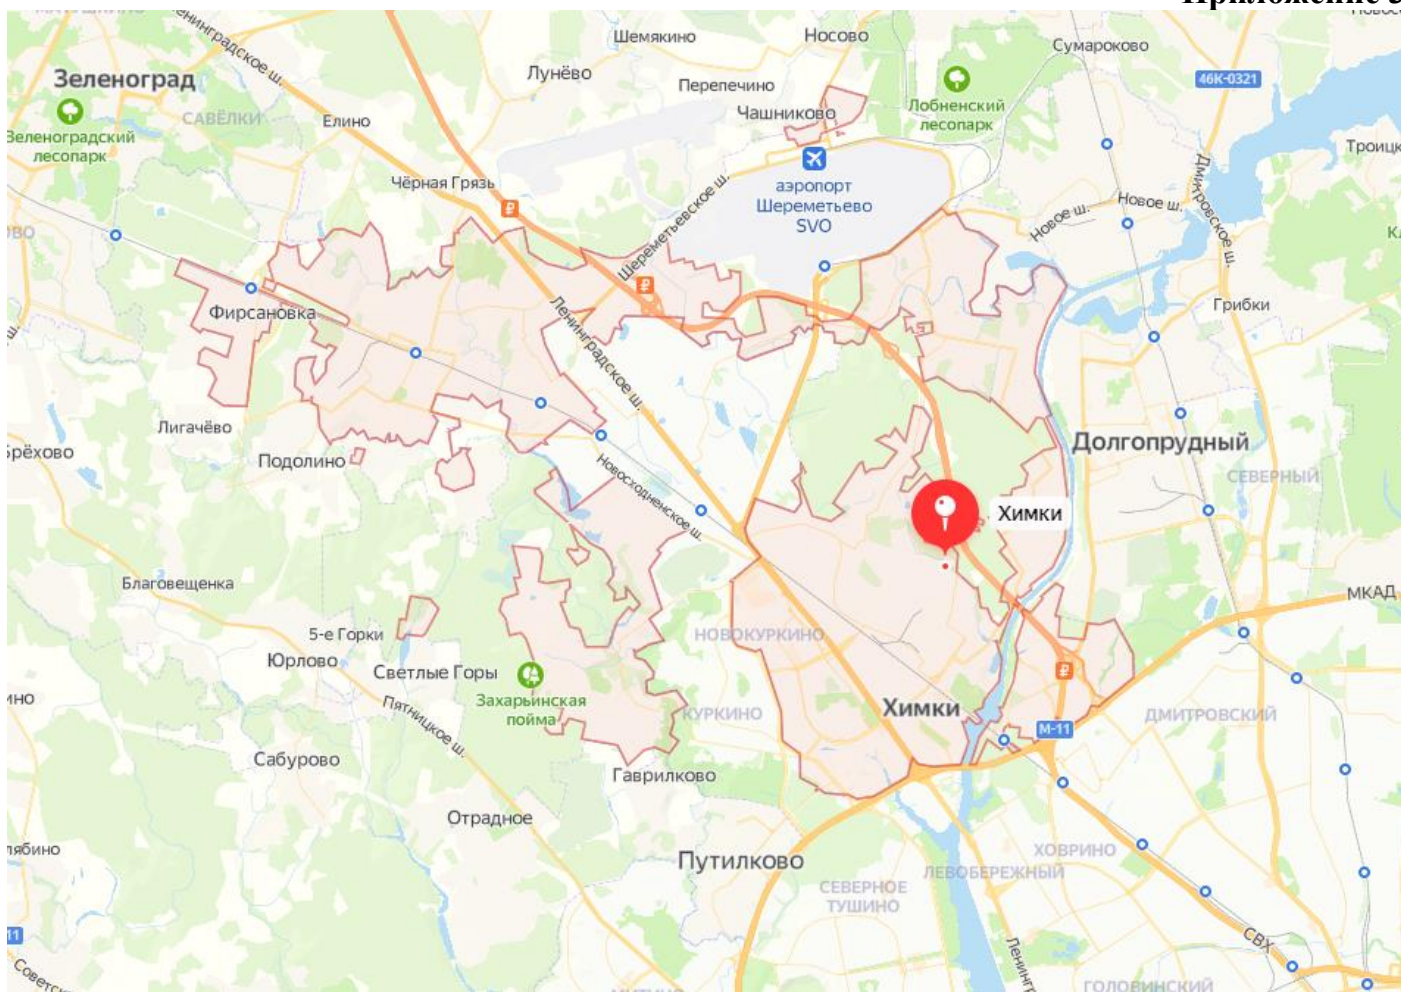 Приложение
Ленинградское ш.
Шемякино
Носово
Сумароково
Зеленоград
Лунёво
Перепечино
46К-0321
Чашниково
Лобненский
лесопарк
САВЁЛКИ
Елино
Зеленоградский
лесопарк
Троицк
Чёрная Грязь
аэропорт
Шереметьево
SVO
Шереметьевское ш.
Дмитровское ш.
Новое ш.
Новое ш.
Фирсановка
Ленинградское ш.
Грибки
Лигачёво
Долгопрудный
Подолино
Новосходненское ш.
СЕВЕРНЫЙ
Химки
Благовещенка
МКАД
5-е Горки
НОВОКУРКИНО
Юрлово
Светлые Горы
Захарьинская
пойма
Пятницкое ш.
КУРКИНО
Химки
ДМИТРОВСКИЙ
М-11
Сабурово
Гаврилково
Отрадное
Путилково
ХОВРИНО
ЛЕВОБЕРЕЖНЫЙ
СЕВЕРНОЕ
ТУШИНО
СВХ
11
ГОЛОВИНСКИЙ